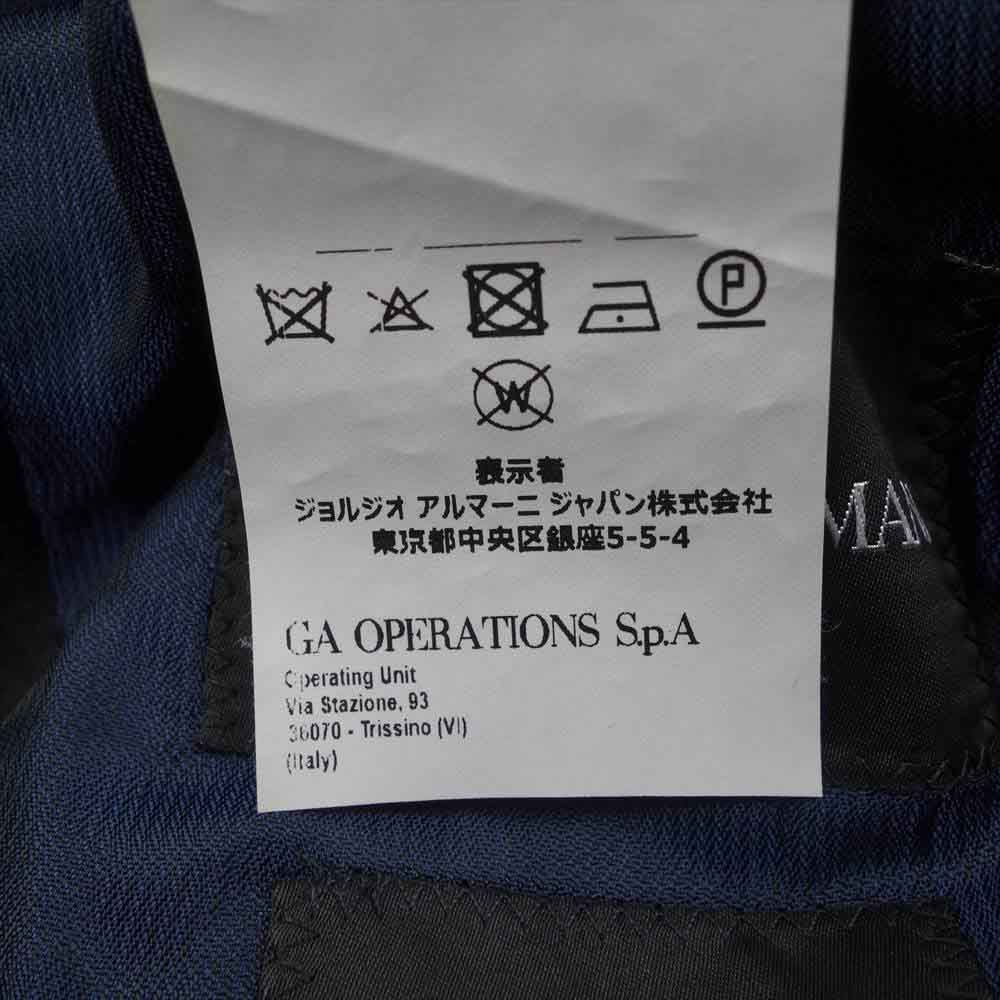 P
W
表示者
ジョルジオ アルマーニ ジャパン株式会社
東京都中央区銀座5-5-4
MAN
GA OPERATIONS S.p.A
Operating Unit
Via Stazione, 93
36070 - Trissino (VI)
(Italy)